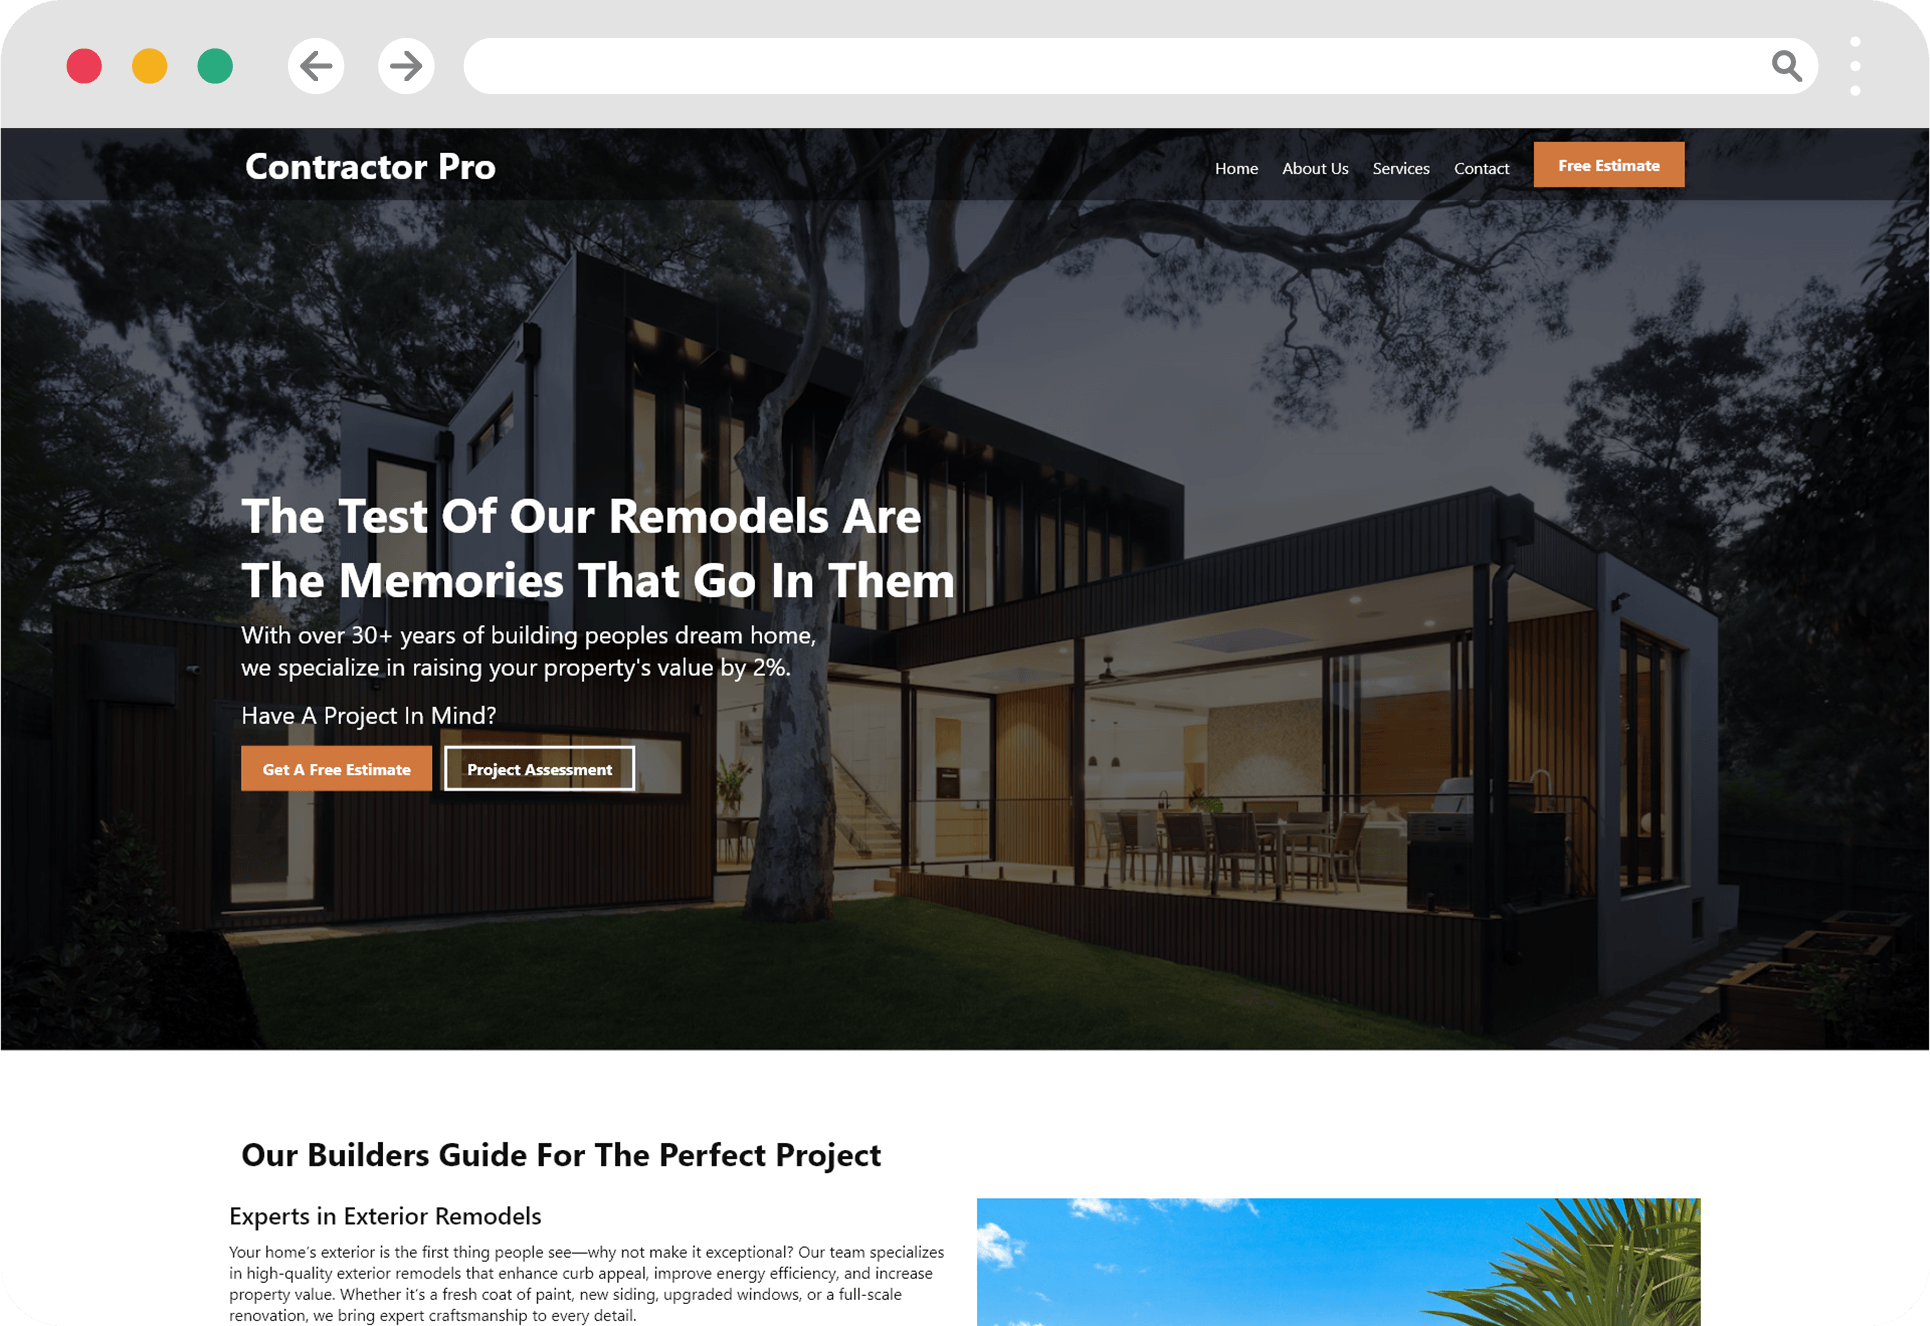 Contractor Pro
Home About Us Services Contact Free Estimate
The Test Of Our Remodels Are
The Memories That Go In Them
With over 30+ years of building peoples dream home,
we specialize in raising your property's value by 2%.
Have A Project In Mind?
Get A Free Estimate Project Assessment
Our Builders Guide For The Perfect Project
Experts in Exterior Remodels
Your home’s exterior is the first thing people see—why not make it exceptional? Our team specializes
in high-quality exterior remodels that enhance curb appeal, improve energy efficiency, and increase
property value. Whether it’s a fresh coat of paint, new siding, upgraded windows, or a full-scale
renovation, we bring expert craftsmanship to every detail.